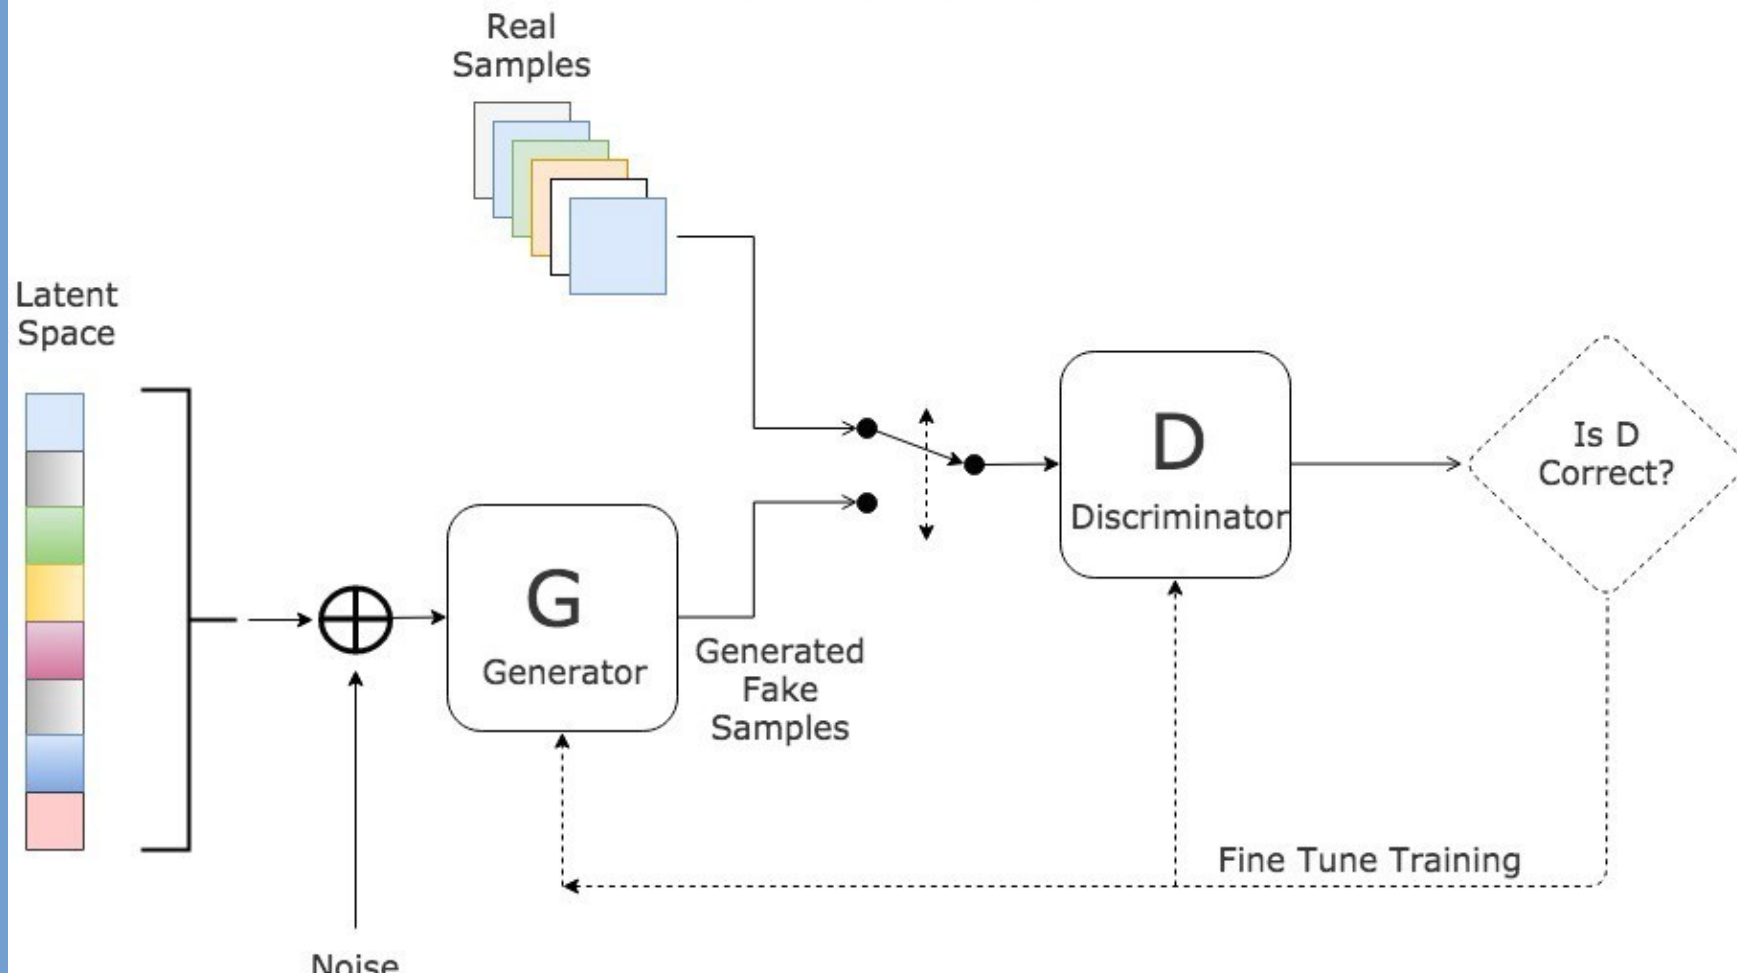 Real
Samples
Latent
Space
Is D
Correct?
D
Discriminator
G
Generator
Generated
Fake
Samples
Fine Tune Training
Noise